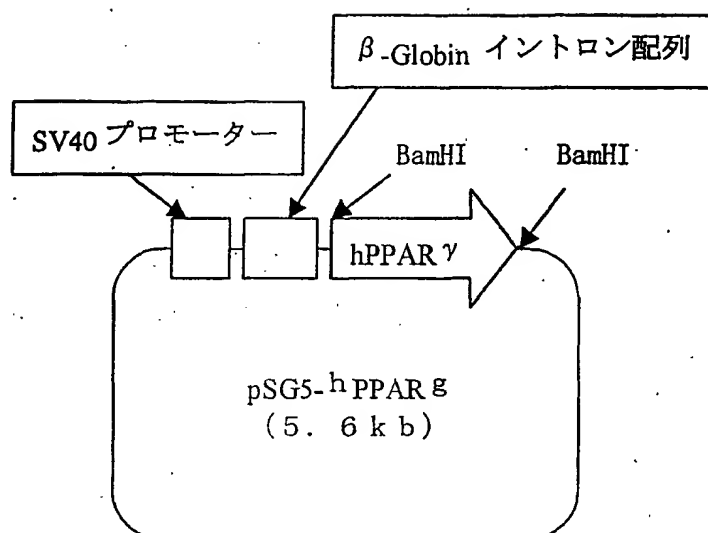 β-Globin イントロン配列
SV40 プロモーター
BamHI
BamHI
hPPARγ
pSG5-hPPARg
(5. 6kb)